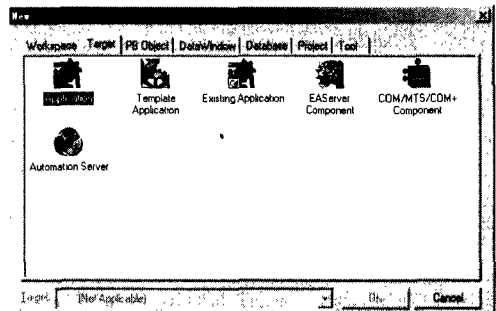 New
Workspace Target PB Object DataWindow Database Project Tool
Application
Template Application
Existing Application
EAServer Component
COM/MTS/COM+ Component
Automation Server
Target: (Not Applicable)
Cancel